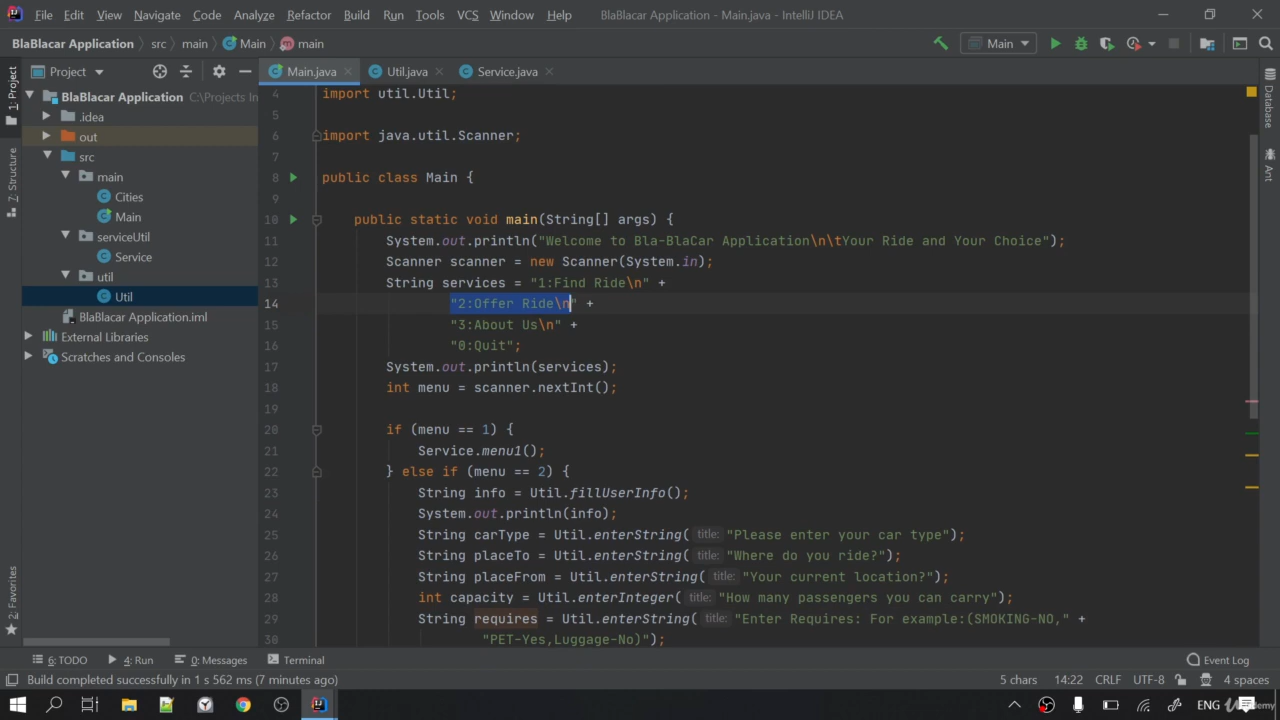 File Edit View Navigate Code Analyze Refactor Build Run Tools VCS Window Help BlaBlacar Application - Main.java - IntelliJ IDEA
BlaBlacar Application src main Main main
Main
Project
Main.java Util.java Service.java
BlaBlacar Application C:\Projects In
.idea
out
src
main
Cities
Main
serviceUtil
Service
util
Util
BlaBlacar Application.iml
External Libraries
Scratches and Consoles
1: Project
7: Structure
2: Favorites
Database
Ant
4 import util.Util;
5
6 import java.util.Scanner;
7
8 public class Main {
9
10 public static void main(String[] args) {
11 System.out.println("Welcome to Bla-BlaCar Application\n\tYour Ride and Your Choice");
12 Scanner scanner = new Scanner(System.in);
13 String services = "1:Find Ride\n" +
14 "2:Offer Ride\n" +
15 "3:About Us\n" +
16 "0:Quit";
17 System.out.println(services);
18 int menu = scanner.nextInt();
19
20 if (menu == 1) {
21 Service.menu1();
22 } else if (menu == 2) {
23 String info = Util.fillUserInfo();
24 System.out.println(info);
25 String carType = Util.enterString( title: "Please enter your car type");
26 String placeTo = Util.enterString( title: "Where do you ride?");
27 String placeFrom = Util.enterString( title: "Your current location?");
28 int capacity = Util.enterInteger( title: "How many passengers you can carry");
29 String requires = Util.enterString( title: "Enter Requires: For example:(SMOKING-NO," +
30 "PET-Yes,Luggage-No)");
6: TODO 4: Run 0: Messages Terminal Event Log
Build completed successfully in 1 s 562 ms (7 minutes ago) 5 chars 14:22 CRLF UTF-8 4 spaces
ENG